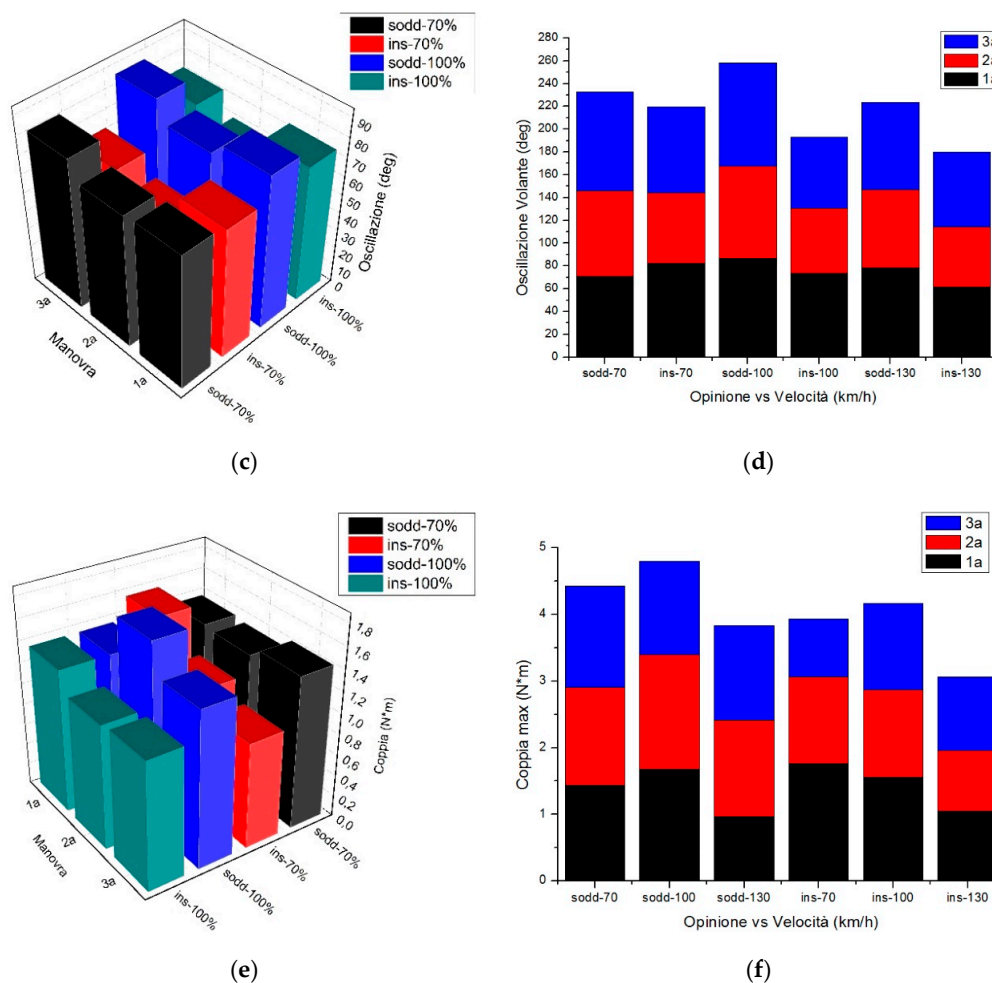 sodd-70%
ins-70%
sodd-100%
ins-100%
90
80
70
60
50
40
30
20
10
0
Oscillazione (deg)
3a
2a
1a
Manovra
sodd-70%
ins-70%
sodd-100%
ins-100%
(c)
280
260
240
220
200
180
160
140
120
100
80
60
40
20
0
Oscillazione Volante (deg)
3a
2a
1a
sodd-70 ins-70 sodd-100 ins-100 sodd-130 ins-130
Opinione vs Velocità (km/h)
(d)
sodd-70%
ins-70%
sodd-100%
ins-100%
1,8
1,6
1,4
1,2
1,0
0,8
0,6
0,4
0,2
0,0
Coppia (N*m)
1a
2a
3a
Manovra
ins-100%
sodd-100%
ins-70%
sodd-70%
(e)
5
4
3
2
1
0
Coppia max (N*m)
3a
2a
1a
sodd-70 sodd-100 sodd-130 ins-70 ins-100 ins-130
Opinione vs Velocità (km/h)
(f)